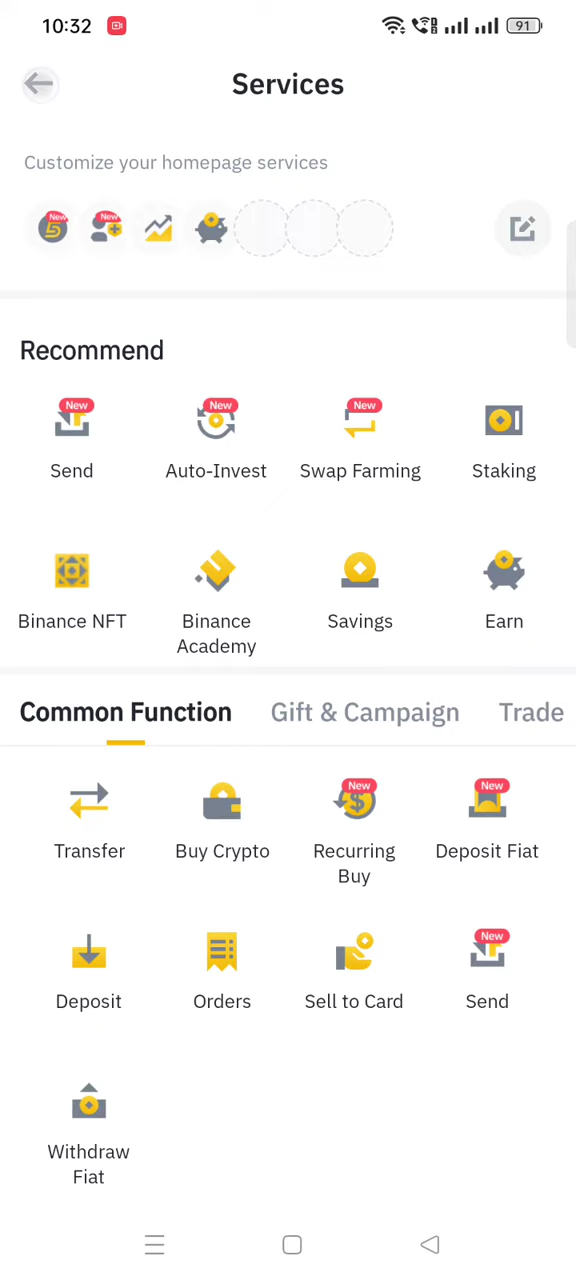 10:32
91
Services
Customize your homepage services
New New
Recommend
New New New
Send Auto-Invest Swap Farming Staking
Binance NFT Binance Savings Earn
Academy
Common Function Gift & Campaign Trade
New New
Transfer Buy Crypto Recurring Deposit Fiat
Buy
New
Deposit Orders Sell to Card Send
Withdraw
Fiat